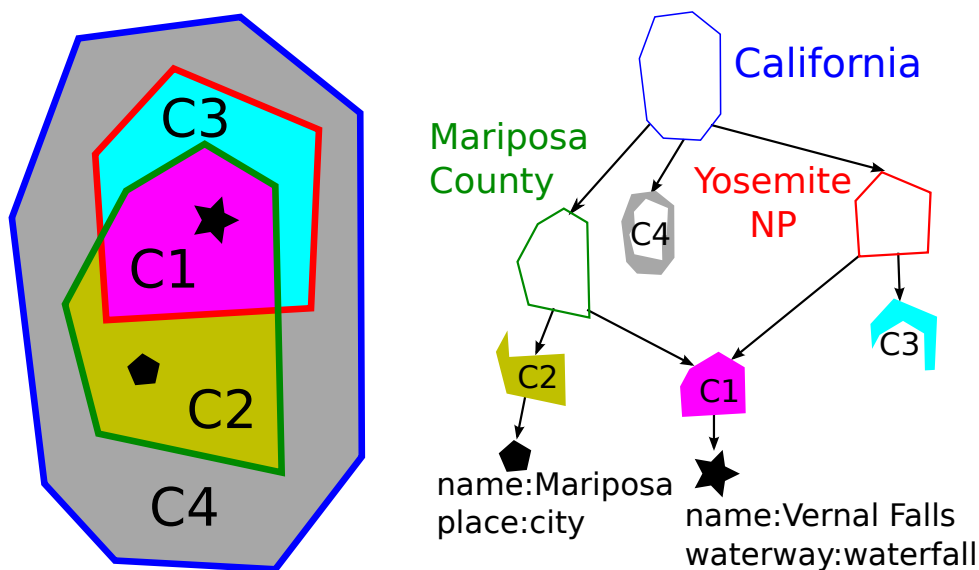 C3
C1
C2
C4
California
Mariposa
County
C4
Yosemite
NP
C3
C2
C1
name:Mariposa
place:city
name:Vernal Falls
waterway:waterfall